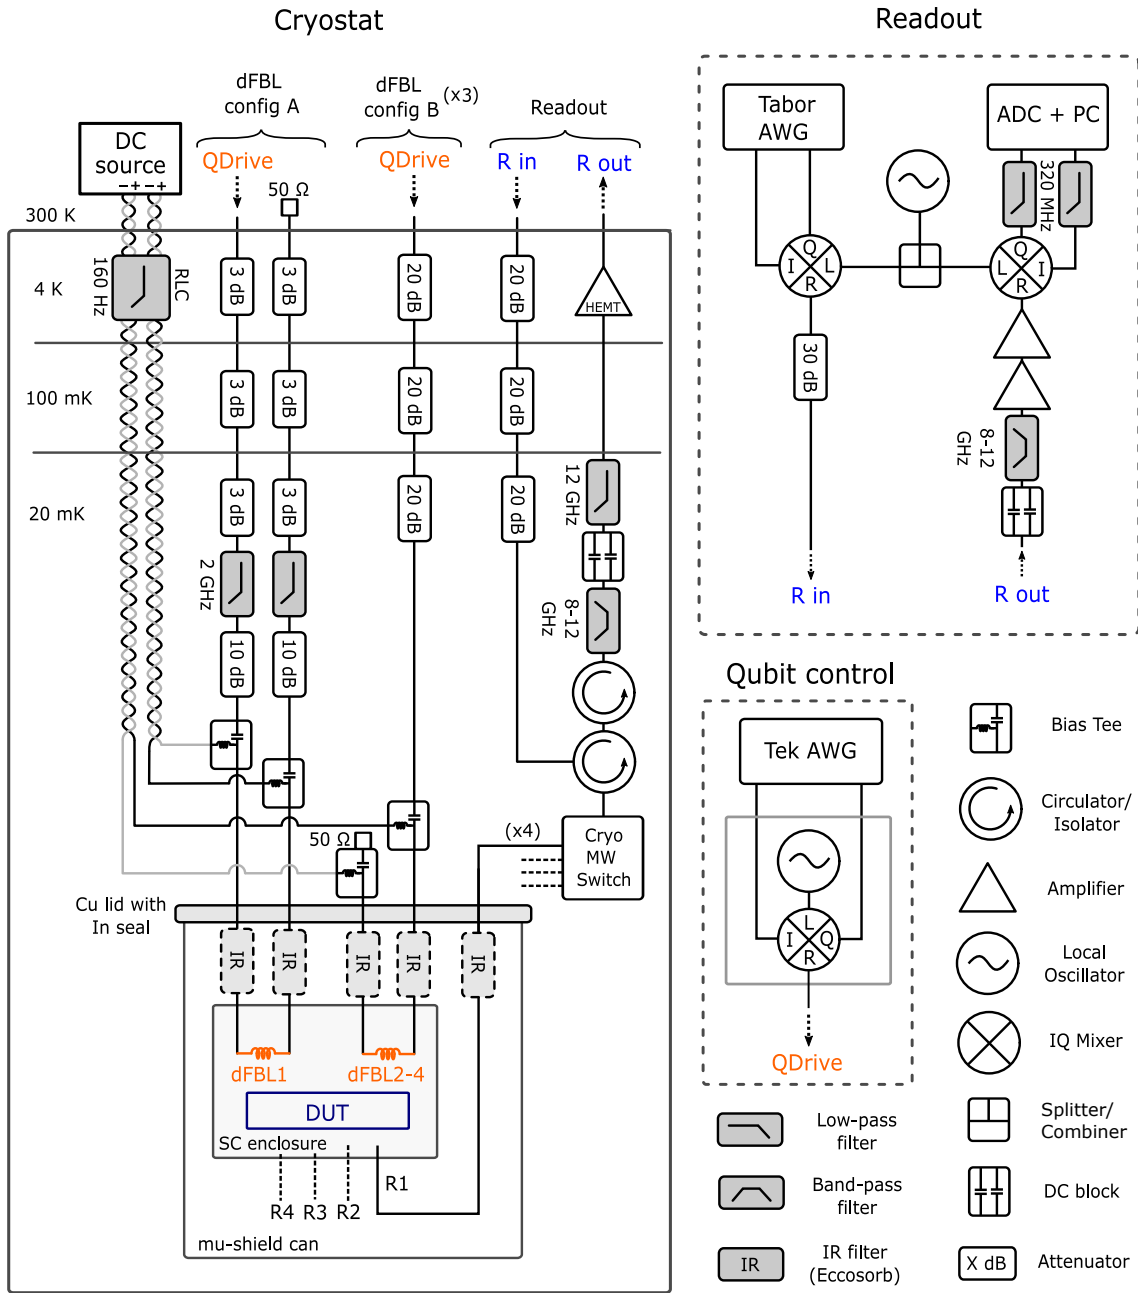 Cryostat
dFBL
config A
dFBL
config B (x3)
Readout
DC
source
−+−+
QDrive
50 Ω
QDrive
R in
R out
300 K
4 K
160 Hz
RLC
3 dB
3 dB
20 dB
20 dB
HEMT
100 mK
3 dB
3 dB
20 dB
20 dB
20 mK
3 dB
3 dB
20 dB
20 dB
12 GHz
2 GHz
8-12
GHz
10 dB
10 dB
50 Ω
(x4)
Cryo
MW
Switch
Cu lid with
In seal
IR
IR
IR
IR
IR
dFBL1
dFBL2-4
DUT
SC enclosure
R1
R4
R3
R2
mu-shield can
Readout
Tabor
AWG
ADC + PC
320 MHz
Q
I
L
R
Q
L
I
R
30 dB
8-12
GHz
R in
R out
Qubit control
Tek AWG
L
I
Q
R
QDrive
Bias Tee
Circulator/
Isolator
Amplifier
Local
Oscillator
IQ Mixer
Low-pass
filter
Splitter/
Combiner
Band-pass
filter
DC block
IR
IR filter
(Eccosorb)
X dB
Attenuator